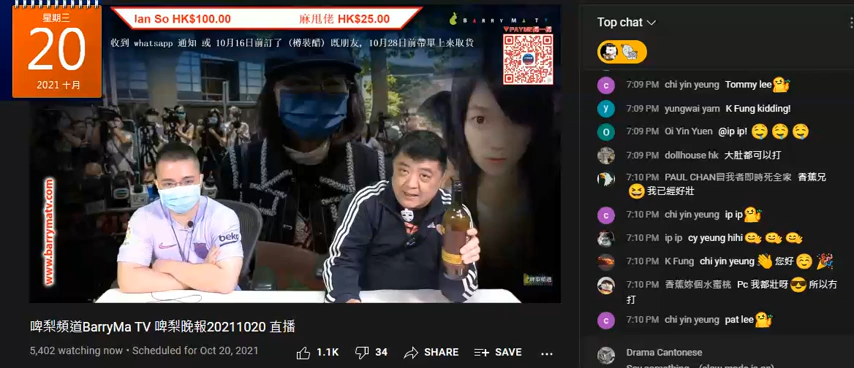 星期三
20
2021 十月
Ian So HK$100.00
麻甩佬 HK$25.00
BARRYMA TV
收到 whatsapp 通知 或 10月16日前訂了（樽裝醋）既朋友，10月28日前帶單上來取貨
www.barrymatv.com
beko
啤梨頻道
啤梨頻道BarryMa TV 啤梨晚報20211020 直播
5,402 watching now • Scheduled for Oct 20, 2021
1.1K
34
SHARE
SAVE
Top chat
7:09 PM chi yin yeung Tommy lee
7:09 PM yungwai yam K Fung kidding!
7:09 PM Oi Yin Yuen @ip ip!
7:09 PM dollhouse hk 大肚都可以打
7:10 PM PAUL CHAN冚我者即時死全家 香蕉兄
我已經好壯
7:10 PM chi yin yeung ip ip
7:10 PM ip ip cy yeung hihi
7:10 PM K Fung chi yin yeung 您好
7:10 PM 香蕉妳個水蜜桃 Pc 我都壯呀 所以冇
打
7:10 PM chi yin yeung pat lee
Drama Cantonese